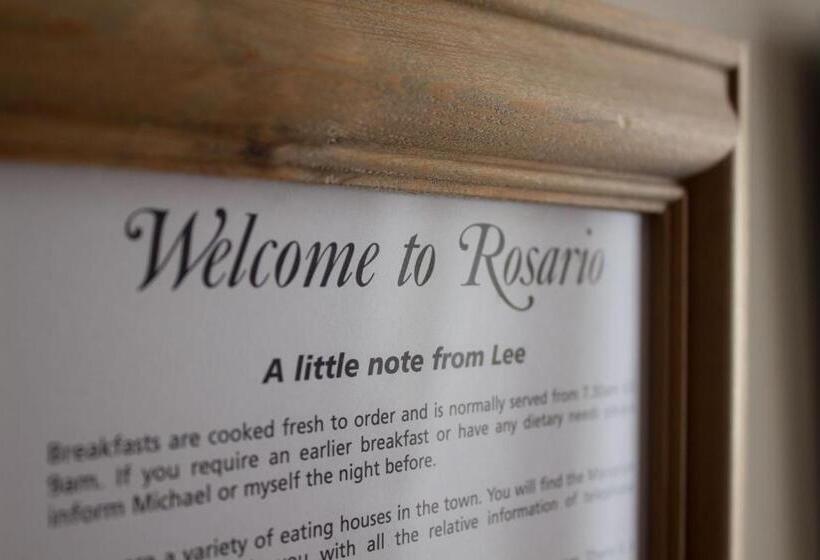 Welcome to Rosario
A little note from Lee
Breakfasts are cooked fresh to order and is normally served from 7.30am
9am. If you require an earlier breakfast or have any dietary needs
inform Michael or myself the night before.
a variety of eating houses in the town. You will find the
you with all the relative information of